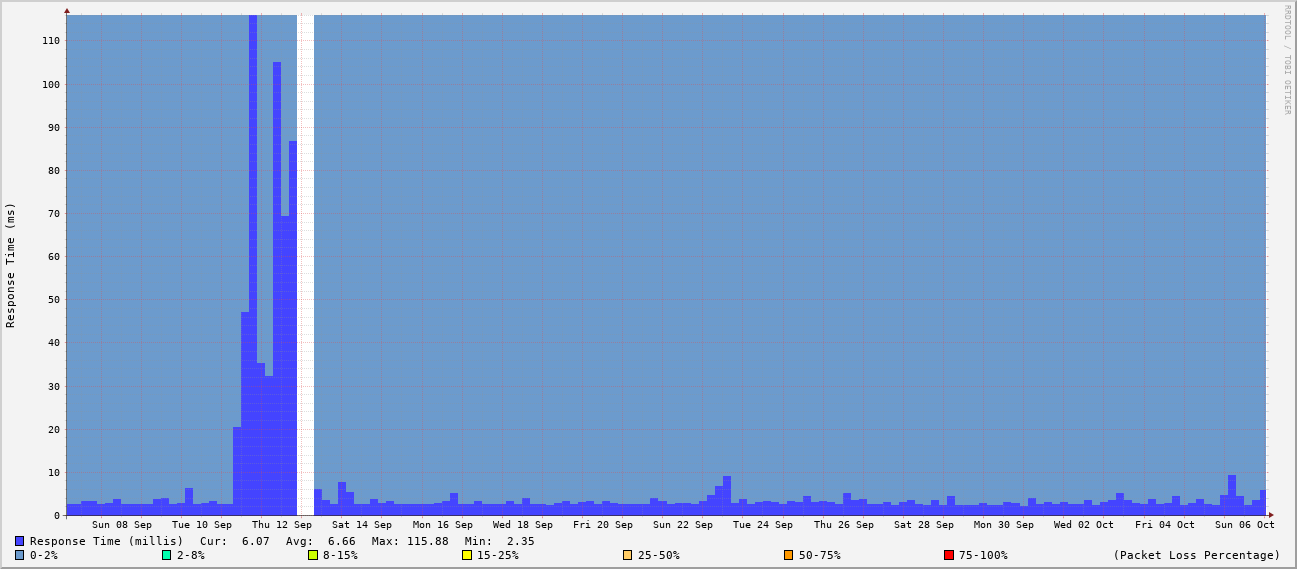 RRDTOOL / TOBI OETIKER
Response Time (ms)
110
100
90
80
70
60
50
40
30
20
10
0
Sun 08 Sep Tue 10 Sep Thu 12 Sep Sat 14 Sep Mon 16 Sep Wed 18 Sep Fri 20 Sep Sun 22 Sep Tue 24 Sep Thu 26 Sep Sat 28 Sep Mon 30 Sep Wed 02 Oct Fri 04 Oct Sun 06 Oct
Response Time (millis) Cur: 6.07 Avg: 6.66 Max: 115.88 Min: 2.35
0-2% 2-8% 8-15% 15-25% 25-50% 50-75% 75-100% (Packet Loss Percentage)